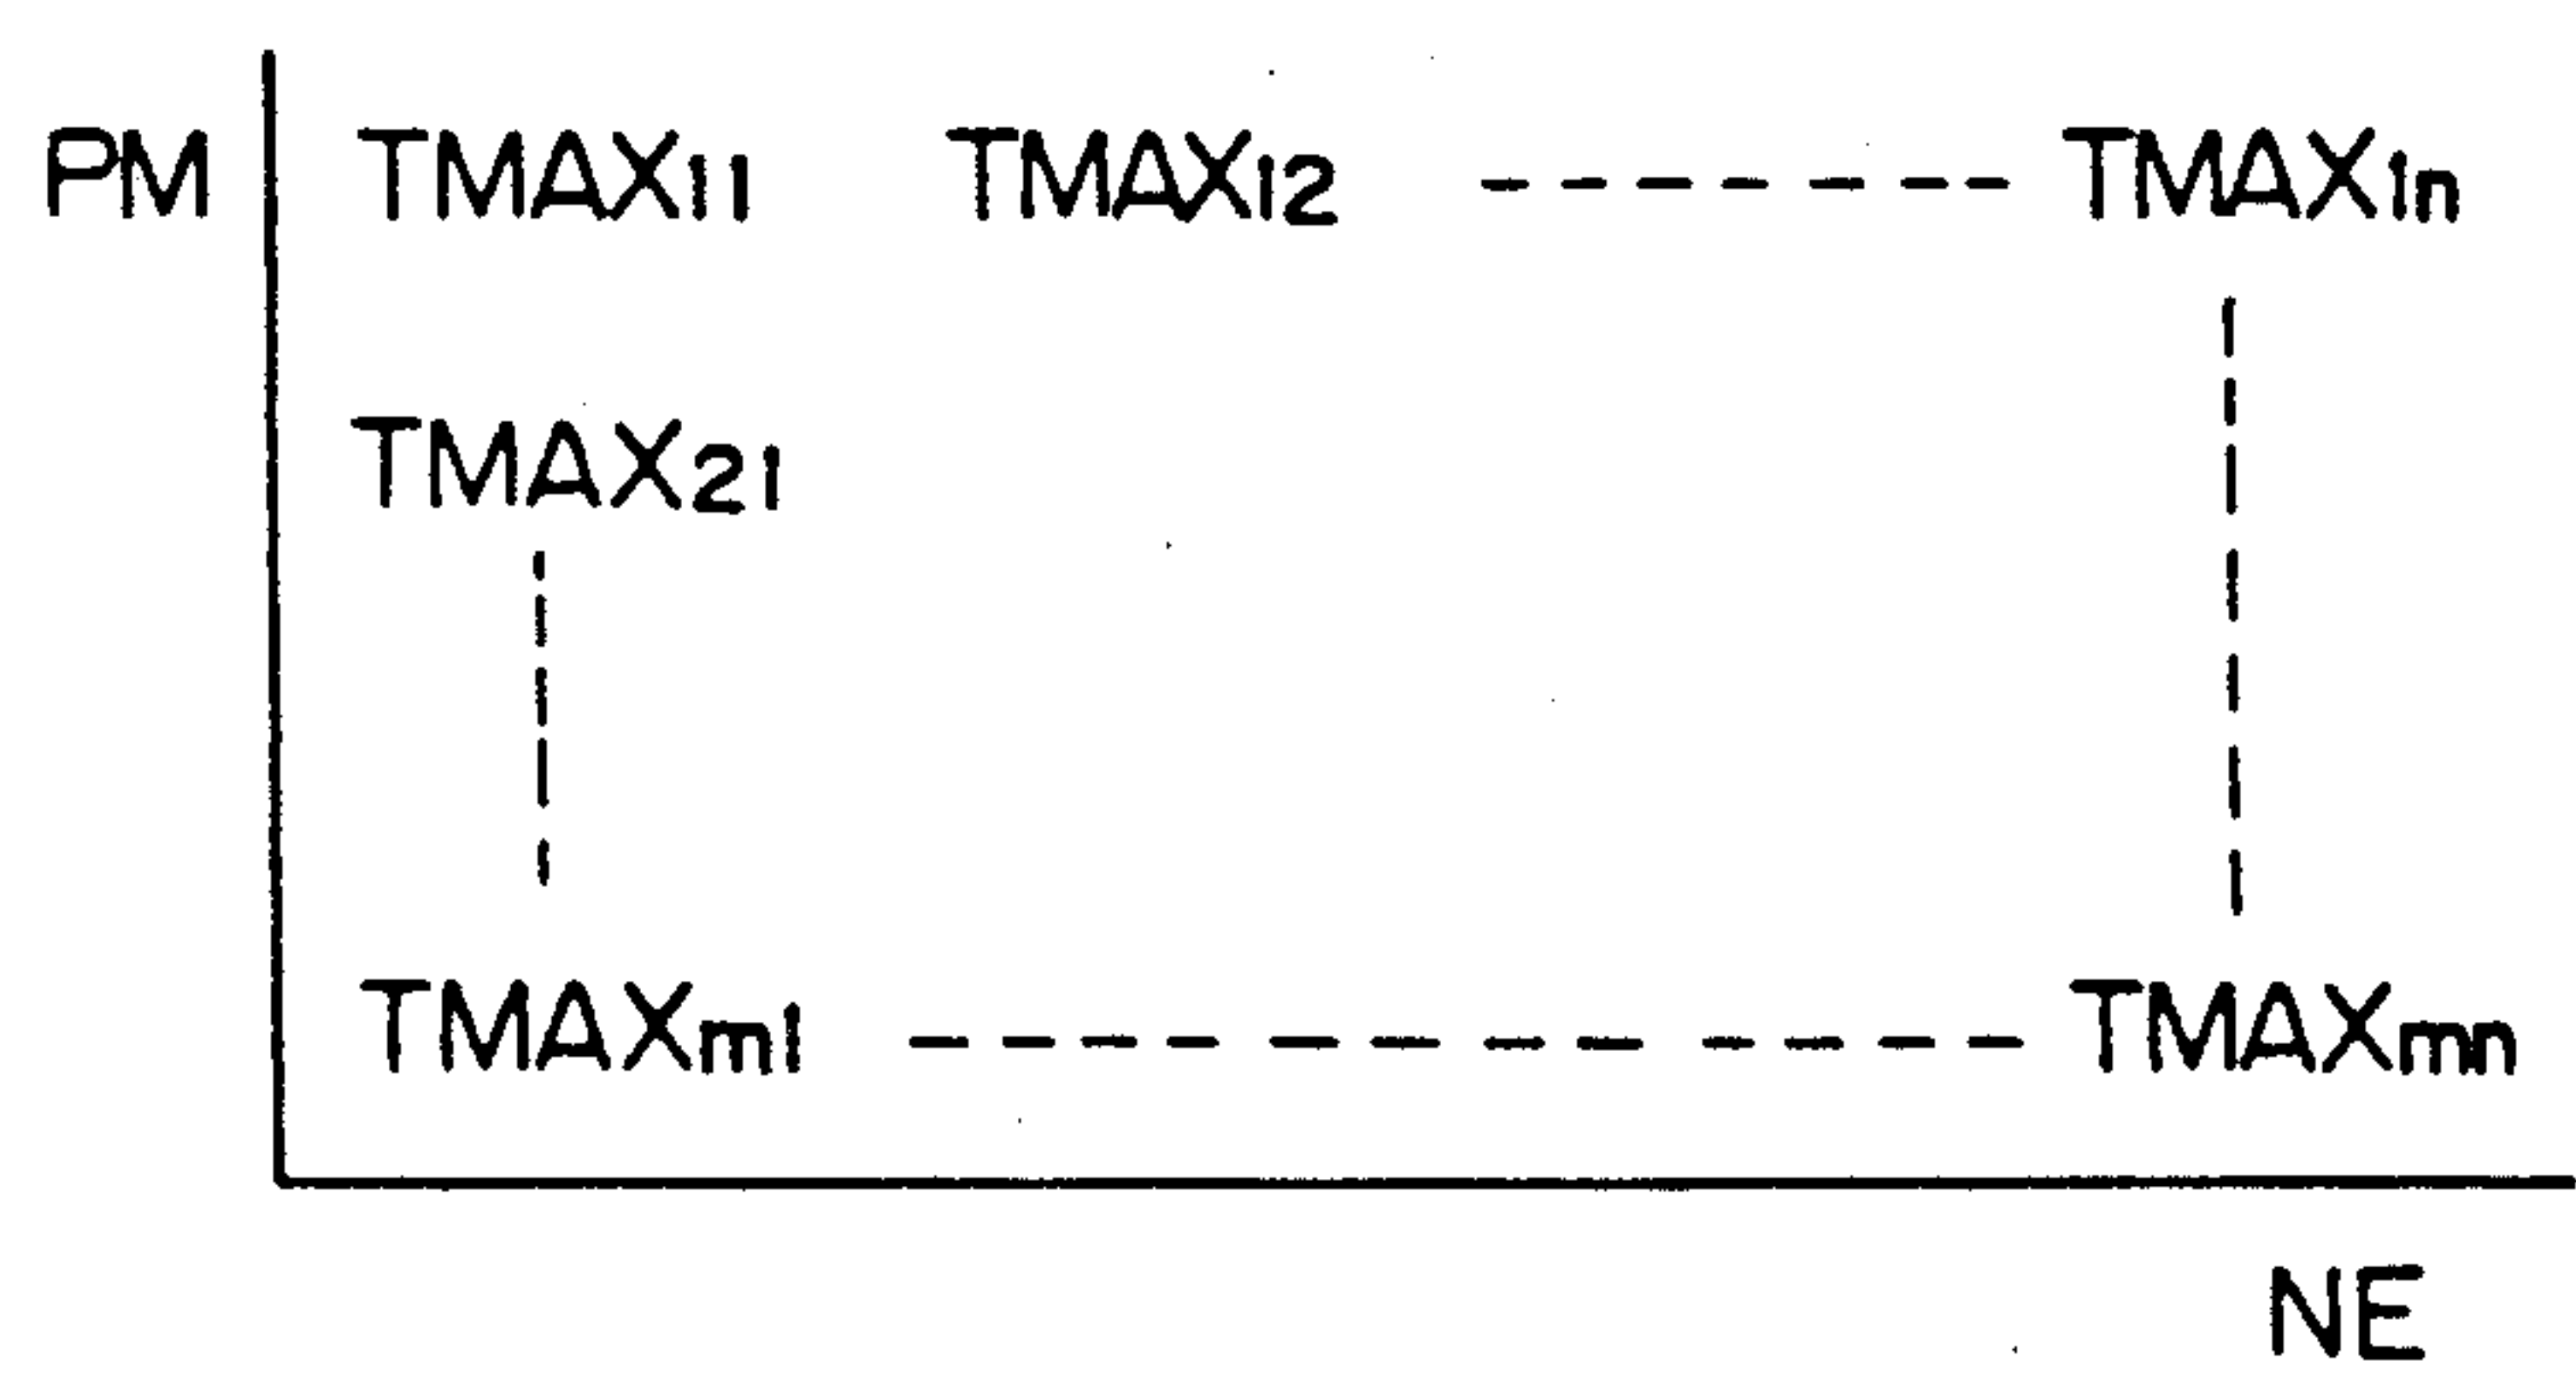 PM TMAX11 TMAX12 ------- TMAX1n
TMAX21
TMAXm1 ------------ TMAXmn
NE